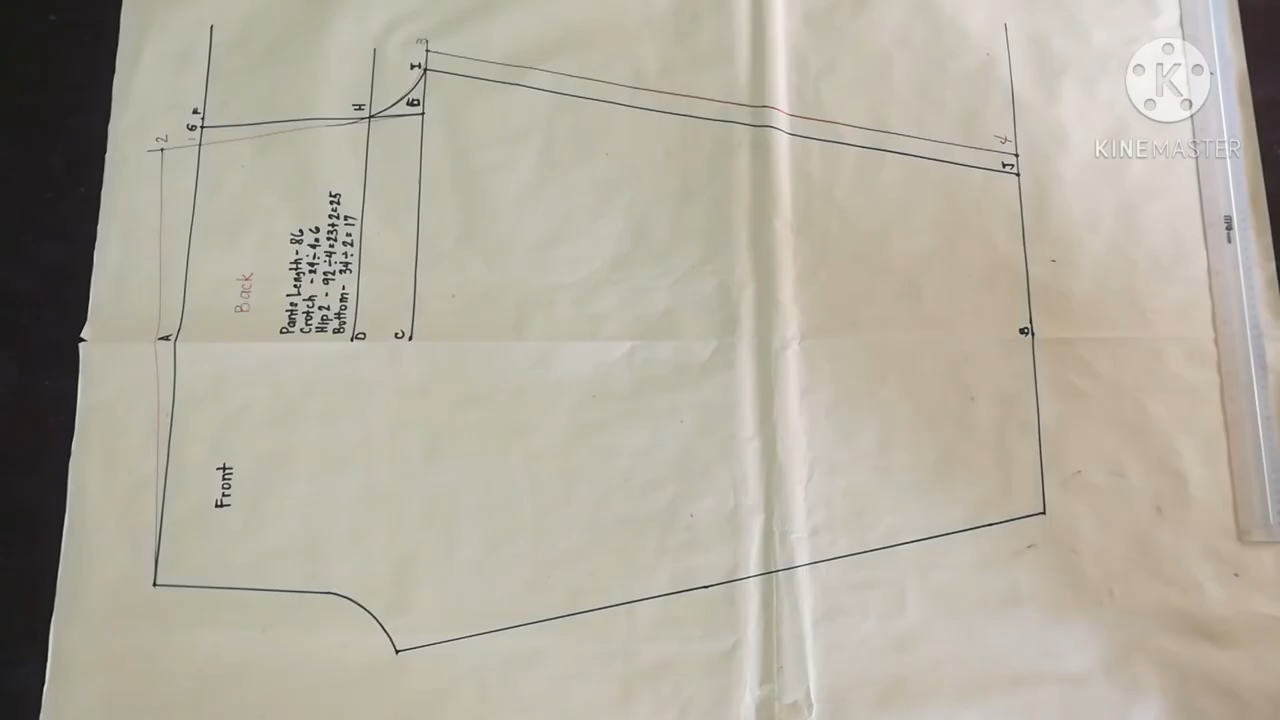 Pants Length - 86
Crotch - 24 ÷ 4 = 6
Hip 2 - 92 ÷ 4 = 23 + 2 = 25
Bottom - 34 ÷ 2 = 17
Back
Front
A
B
C
D
E
F
G
H
I
J
1
2
3
4
K
KINEMASTER